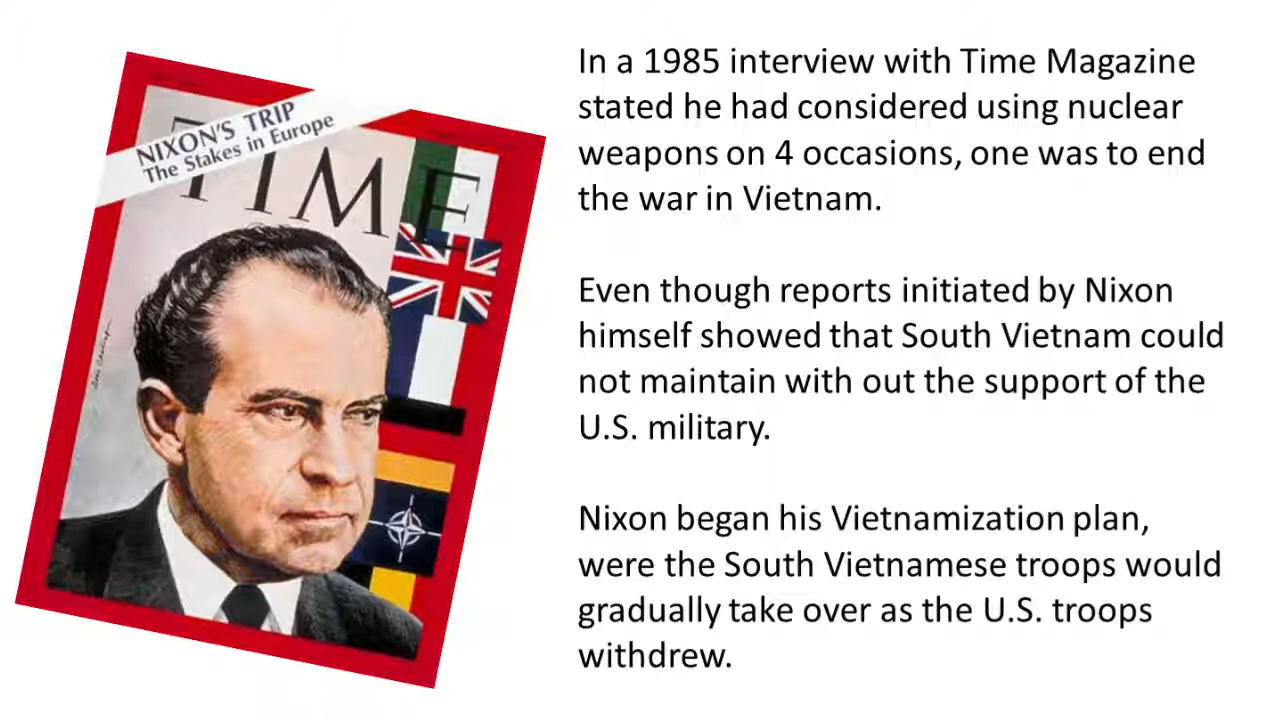 NIXON'S TRIP
The Stakes in Europe
TIME
In a 1985 interview with Time Magazine
stated he had considered using nuclear
weapons on 4 occasions, one was to end
the war in Vietnam.
Even though reports initiated by Nixon
himself showed that South Vietnam could
not maintain with out the support of the
U.S. military.
Nixon began his Vietnamization plan,
were the South Vietnamese troops would
gradually take over as the U.S. troops
withdrew.